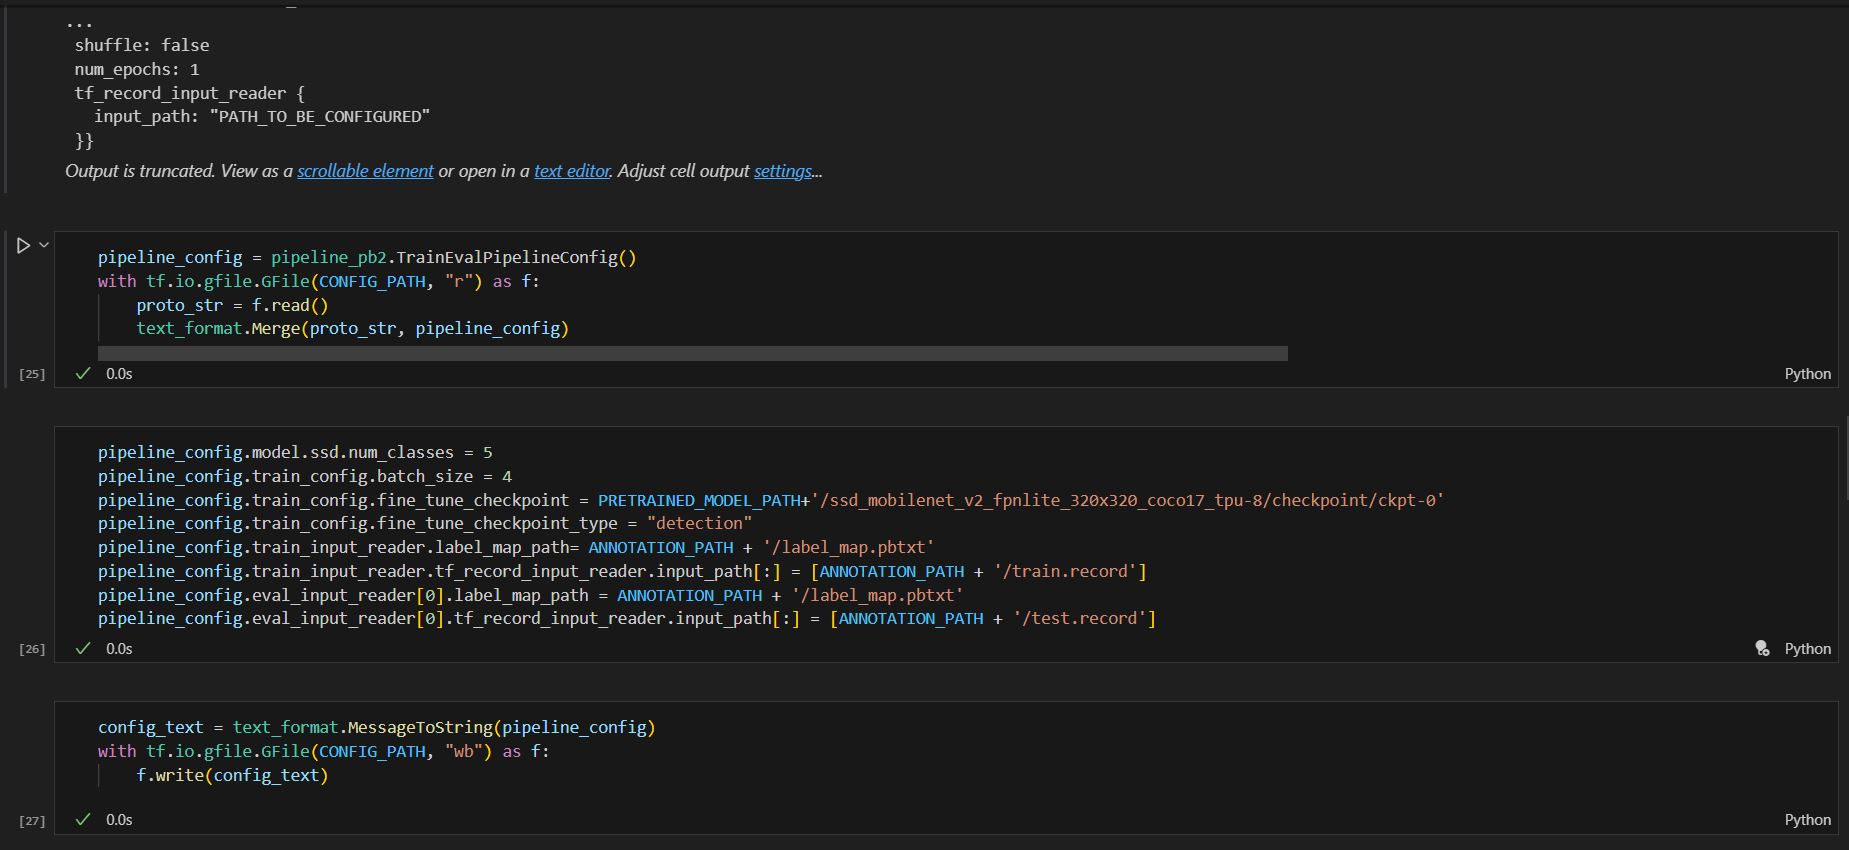 ...
shuffle: false
num_epochs: 1
tf_record_input_reader {
input_path: "PATH_TO_BE_CONFIGURED"
}}
Output is truncated. View as a scrollable element or open in a text editor. Adjust cell output settings...
pipeline_config = pipeline_pb2.TrainEvalPipelineConfig()
with tf.io.gfile.GFile(CONFIG_PATH, "r") as f:
proto_str = f.read()
text_format.Merge(proto_str, pipeline_config)
[25] 0.0s Python
pipeline_config.model.ssd.num_classes = 5
pipeline_config.train_config.batch_size = 4
pipeline_config.train_config.fine_tune_checkpoint = PRETRAINED_MODEL_PATH+'/ssd_mobilenet_v2_fpnlite_320x320_coco17_tpu-8/checkpoint/ckpt-0'
pipeline_config.train_config.fine_tune_checkpoint_type = "detection"
pipeline_config.train_input_reader.label_map_path= ANNOTATION_PATH + '/label_map.pbtxt'
pipeline_config.train_input_reader.tf_record_input_reader.input_path[:] = [ANNOTATION_PATH + '/train.record']
pipeline_config.eval_input_reader[0].label_map_path = ANNOTATION_PATH + '/label_map.pbtxt'
pipeline_config.eval_input_reader[0].tf_record_input_reader.input_path[:] = [ANNOTATION_PATH + '/test.record']
[26] 0.0s Python
config_text = text_format.MessageToString(pipeline_config)
with tf.io.gfile.GFile(CONFIG_PATH, "wb") as f:
f.write(config_text)
[27] 0.0s Python